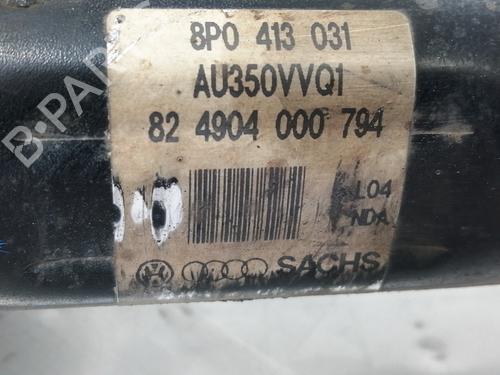 8P0 413 031
AU350VVQ1
82 4904 000 794
L04
NDA
SACHS
B-PARTS